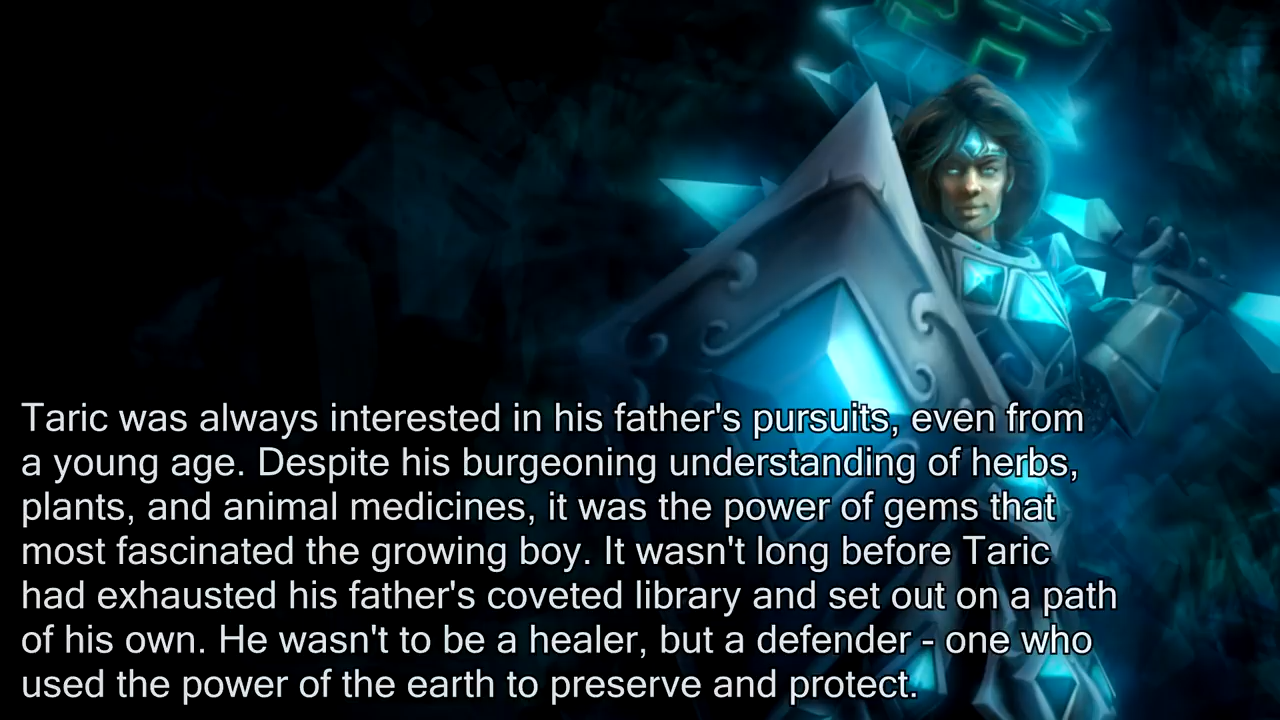 Taric was always interested in his father's pursuits, even from
a young age. Despite his burgeoning understanding of herbs,
plants, and animal medicines, it was the power of gems that
most fascinated the growing boy. It wasn't long before Taric
had exhausted his father's coveted library and set out on a path
of his own. He wasn't to be a healer, but a defender - one who
used the power of the earth to preserve and protect.